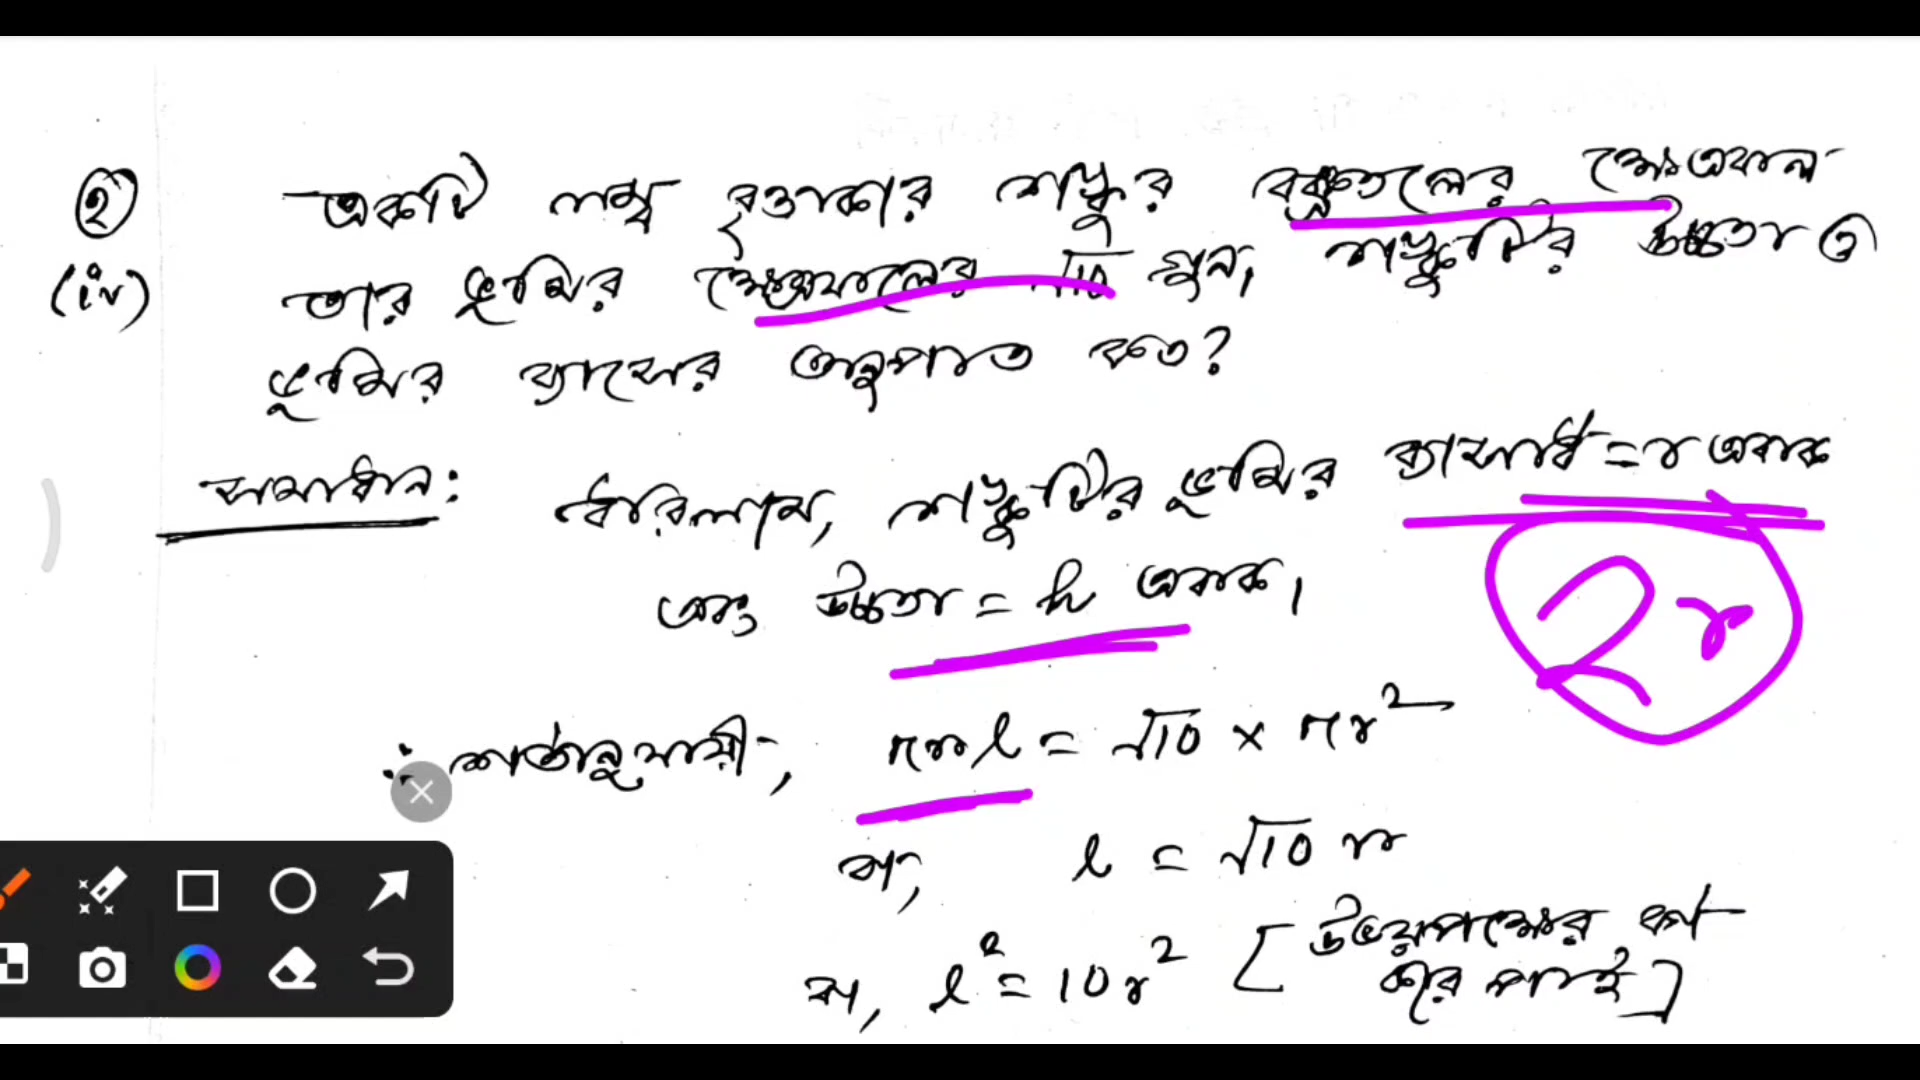 ২
(iv)
একটি লম্ব বৃত্তাকার শঙ্কুর বক্রতলের ক্ষেত্রফল
তার ভূমির ক্ষেত্রফলের √10 গুন, শঙ্কুটির উচ্চতা ও
ভূমির ব্যাসের অনুপাত কত?
সমাধান: ধরিলাম, শঙ্কুটির ভূমির ব্যাসার্ধ = r একক
এবং উচ্চতা = h একক।
2r
∴ শর্তানুযায়ী, πrl = √10 × πr²
বা, l = √10 r
বা, l² = 10r² [উভয়পক্ষের বর্গ
করে পাই]